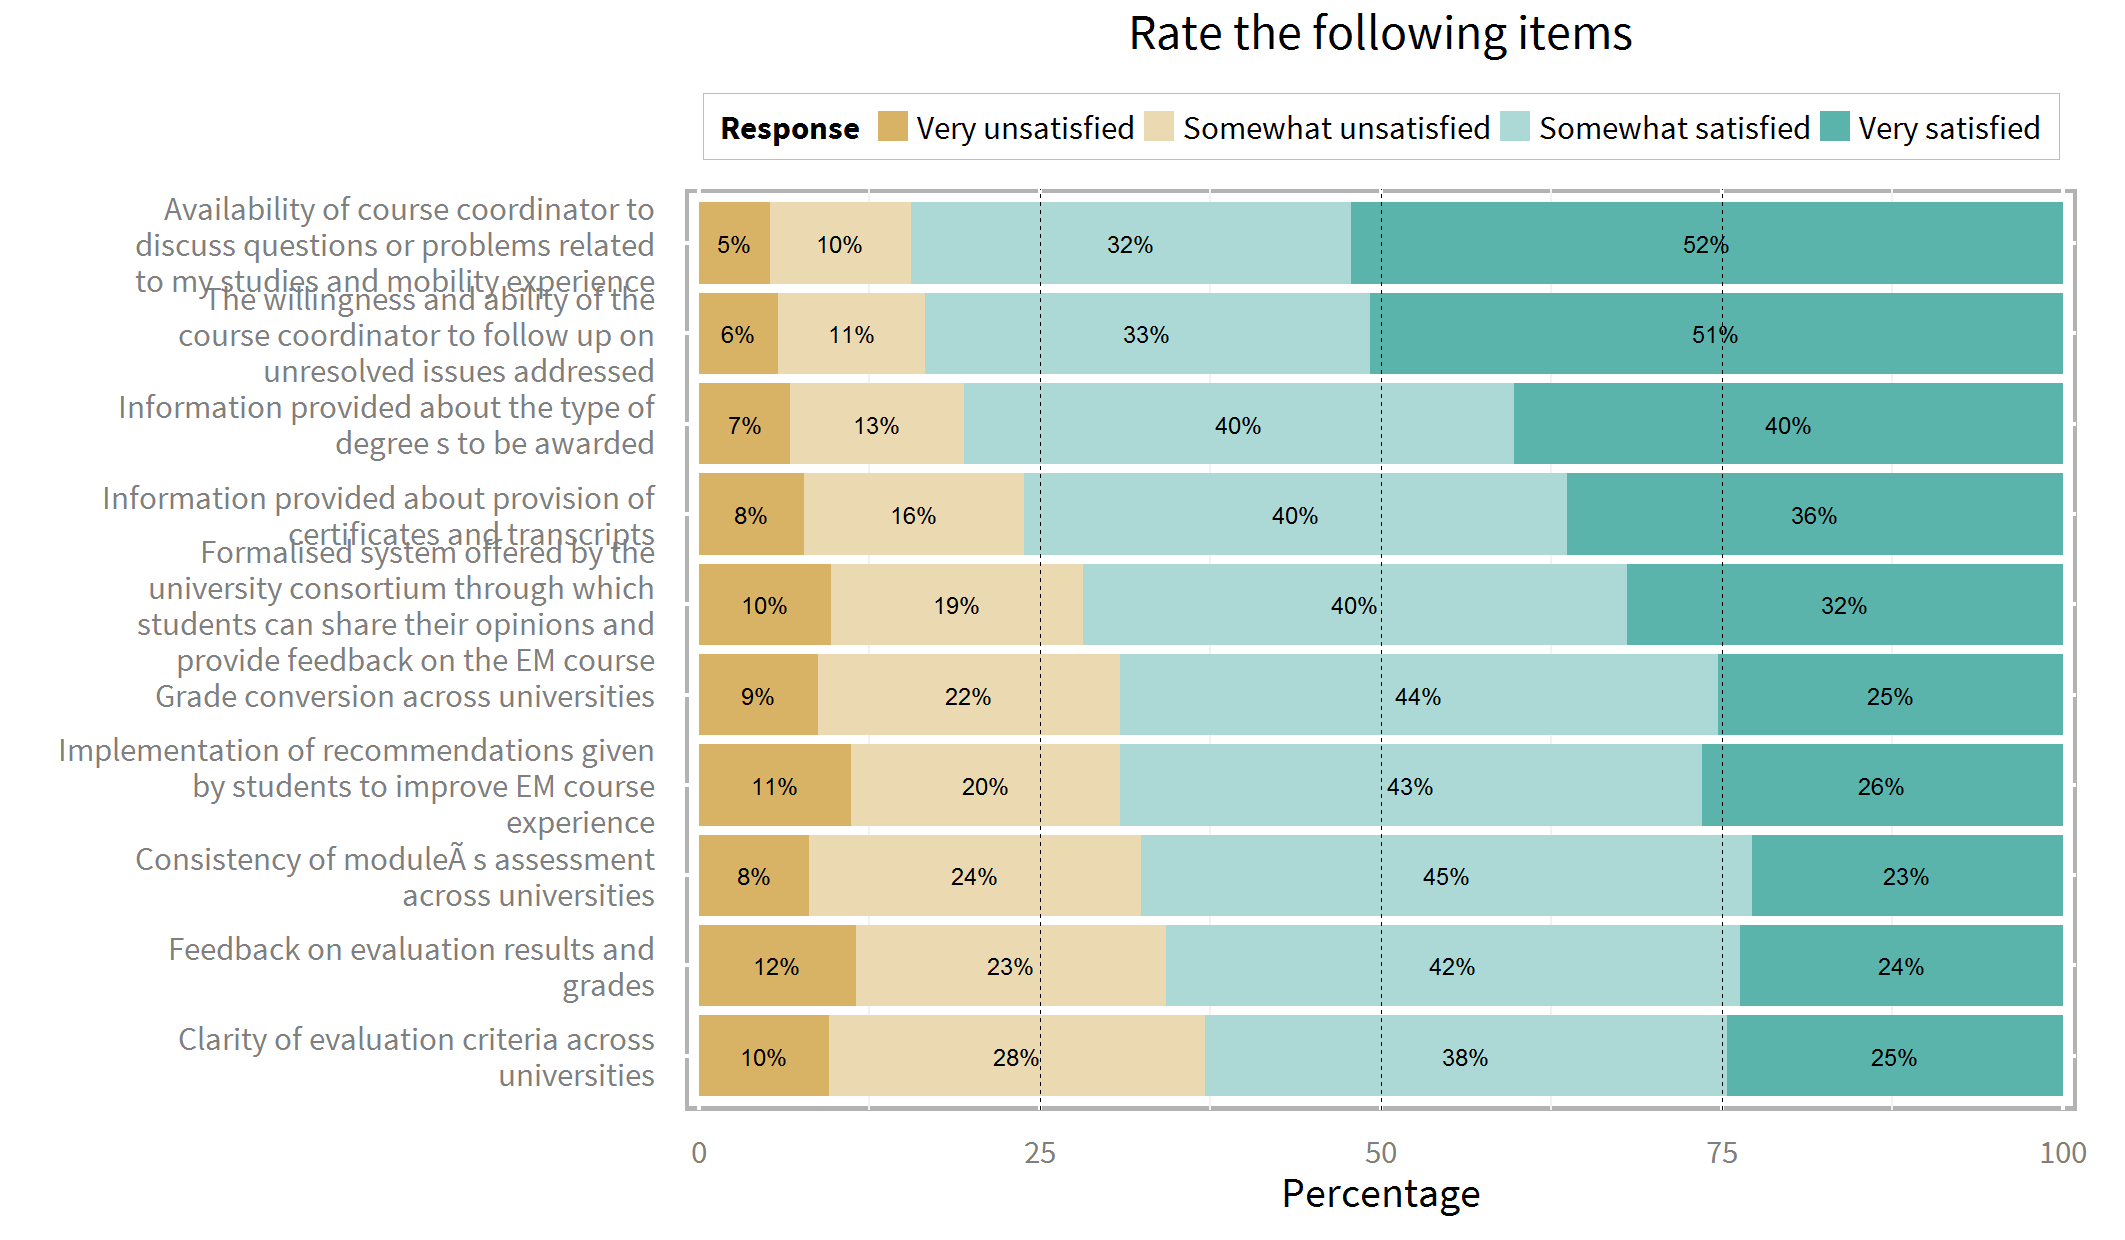 Rate the following items
Response Very unsatisfied Somewhat unsatisfied Somewhat satisfied Very satisfied
Availability of course coordinator to
discuss questions or problems related
to my studies and mobility experience
5% 10% 32% 52%
The willingness and ability of the
course coordinator to follow up on
unresolved issues addressed
6% 11% 33% 51%
Information provided about the type of
degree s to be awarded
7% 13% 40% 40%
Information provided about provision of
certificates and transcripts
8% 16% 40% 36%
Formalised system offered by the
university consortium through which
students can share their opinions and
provide feedback on the EM course
10% 19% 40% 32%
Grade conversion across universities
9% 22% 44% 25%
Implementation of recommendations given
by students to improve EM course
experience
11% 20% 43% 26%
Consistency of moduleÃ s assessment
across universities
8% 24% 45% 23%
Feedback on evaluation results and
grades
12% 23% 42% 24%
Clarity of evaluation criteria across
universities
10% 28% 38% 25%
0 25 50 75 100
Percentage